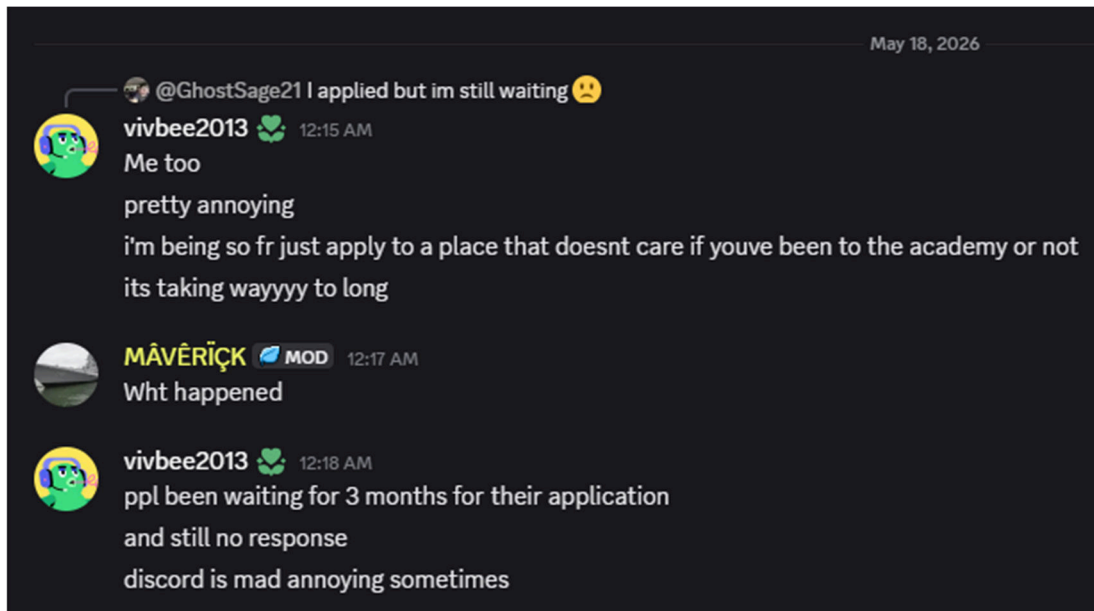 May 18, 2026
@GhostSage21 I applied but im still waiting 🙁
vivbee2013 12:15 AM
Me too
pretty annoying
i'm being so fr just apply to a place that doesnt care if youve been to the academy or not
its taking wayyyy to long
MÂVÊRÏÇK MOD 12:17 AM
Wht happened
vivbee2013 12:18 AM
ppl been waiting for 3 months for their application
and still no response
discord is mad annoying sometimes